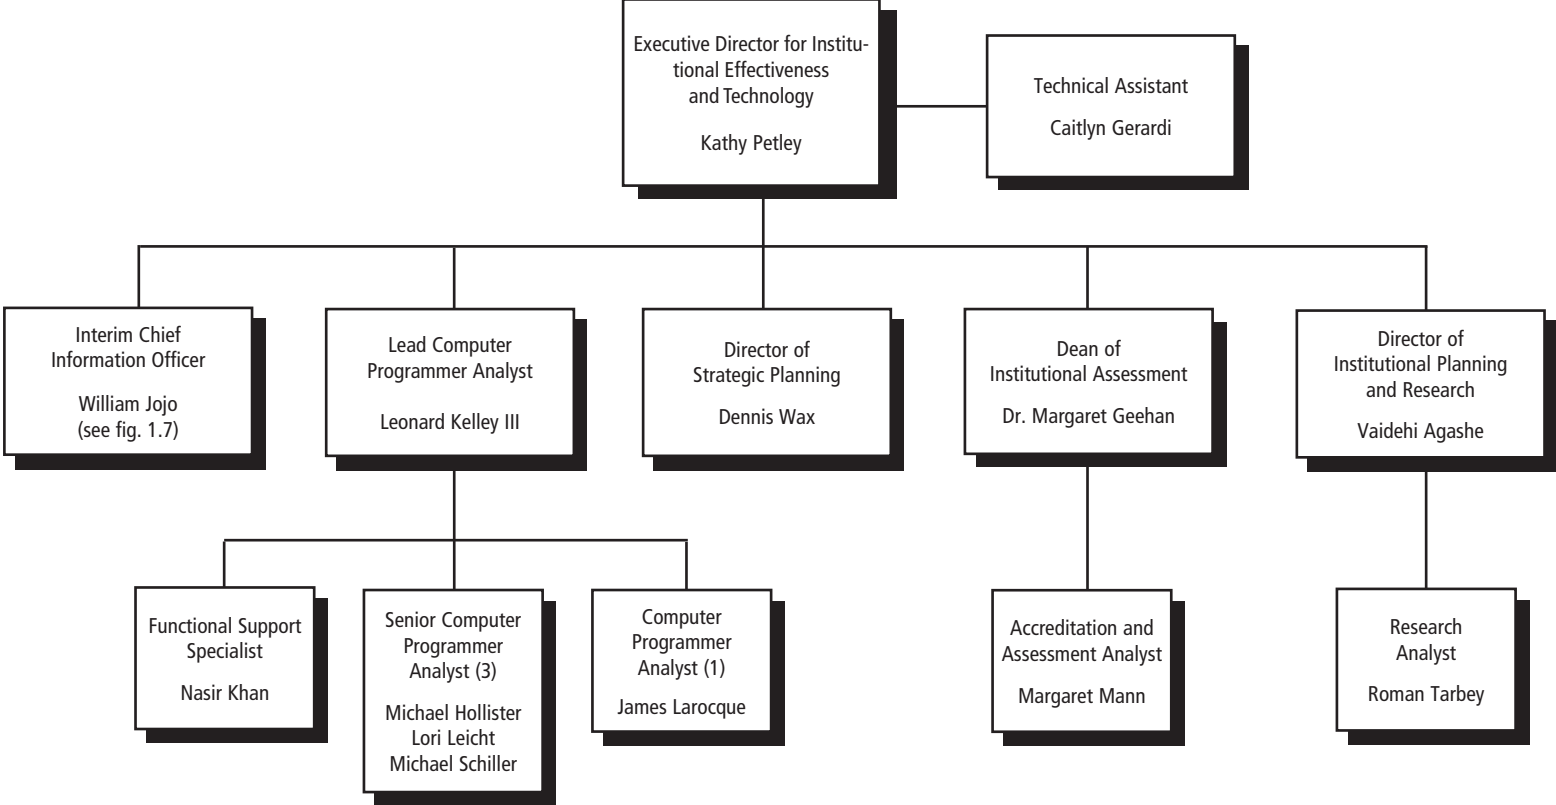 Executive Director for Institu-
tional Effectiveness
and Technology
Kathy Petley
Technical Assistant
Caitlyn Gerardi
Interim Chief
Information Officer
William Jojo
(see fig. 1.7)
Lead Computer
Programmer Analyst
Leonard Kelley III
Director of
Strategic Planning
Dennis Wax
Dean of
Institutional Assessment
Dr. Margaret Geehan
Director of
Institutional Planning
and Research
Vaidehi Agashe
Functional Support
Specialist
Nasir Khan
Senior Computer
Programmer
Analyst (3)
Michael Hollister
Lori Leicht
Michael Schiller
Computer
Programmer
Analyst (1)
James Larocque
Accreditation and
Assessment Analyst
Margaret Mann
Research
Analyst
Roman Tarbey